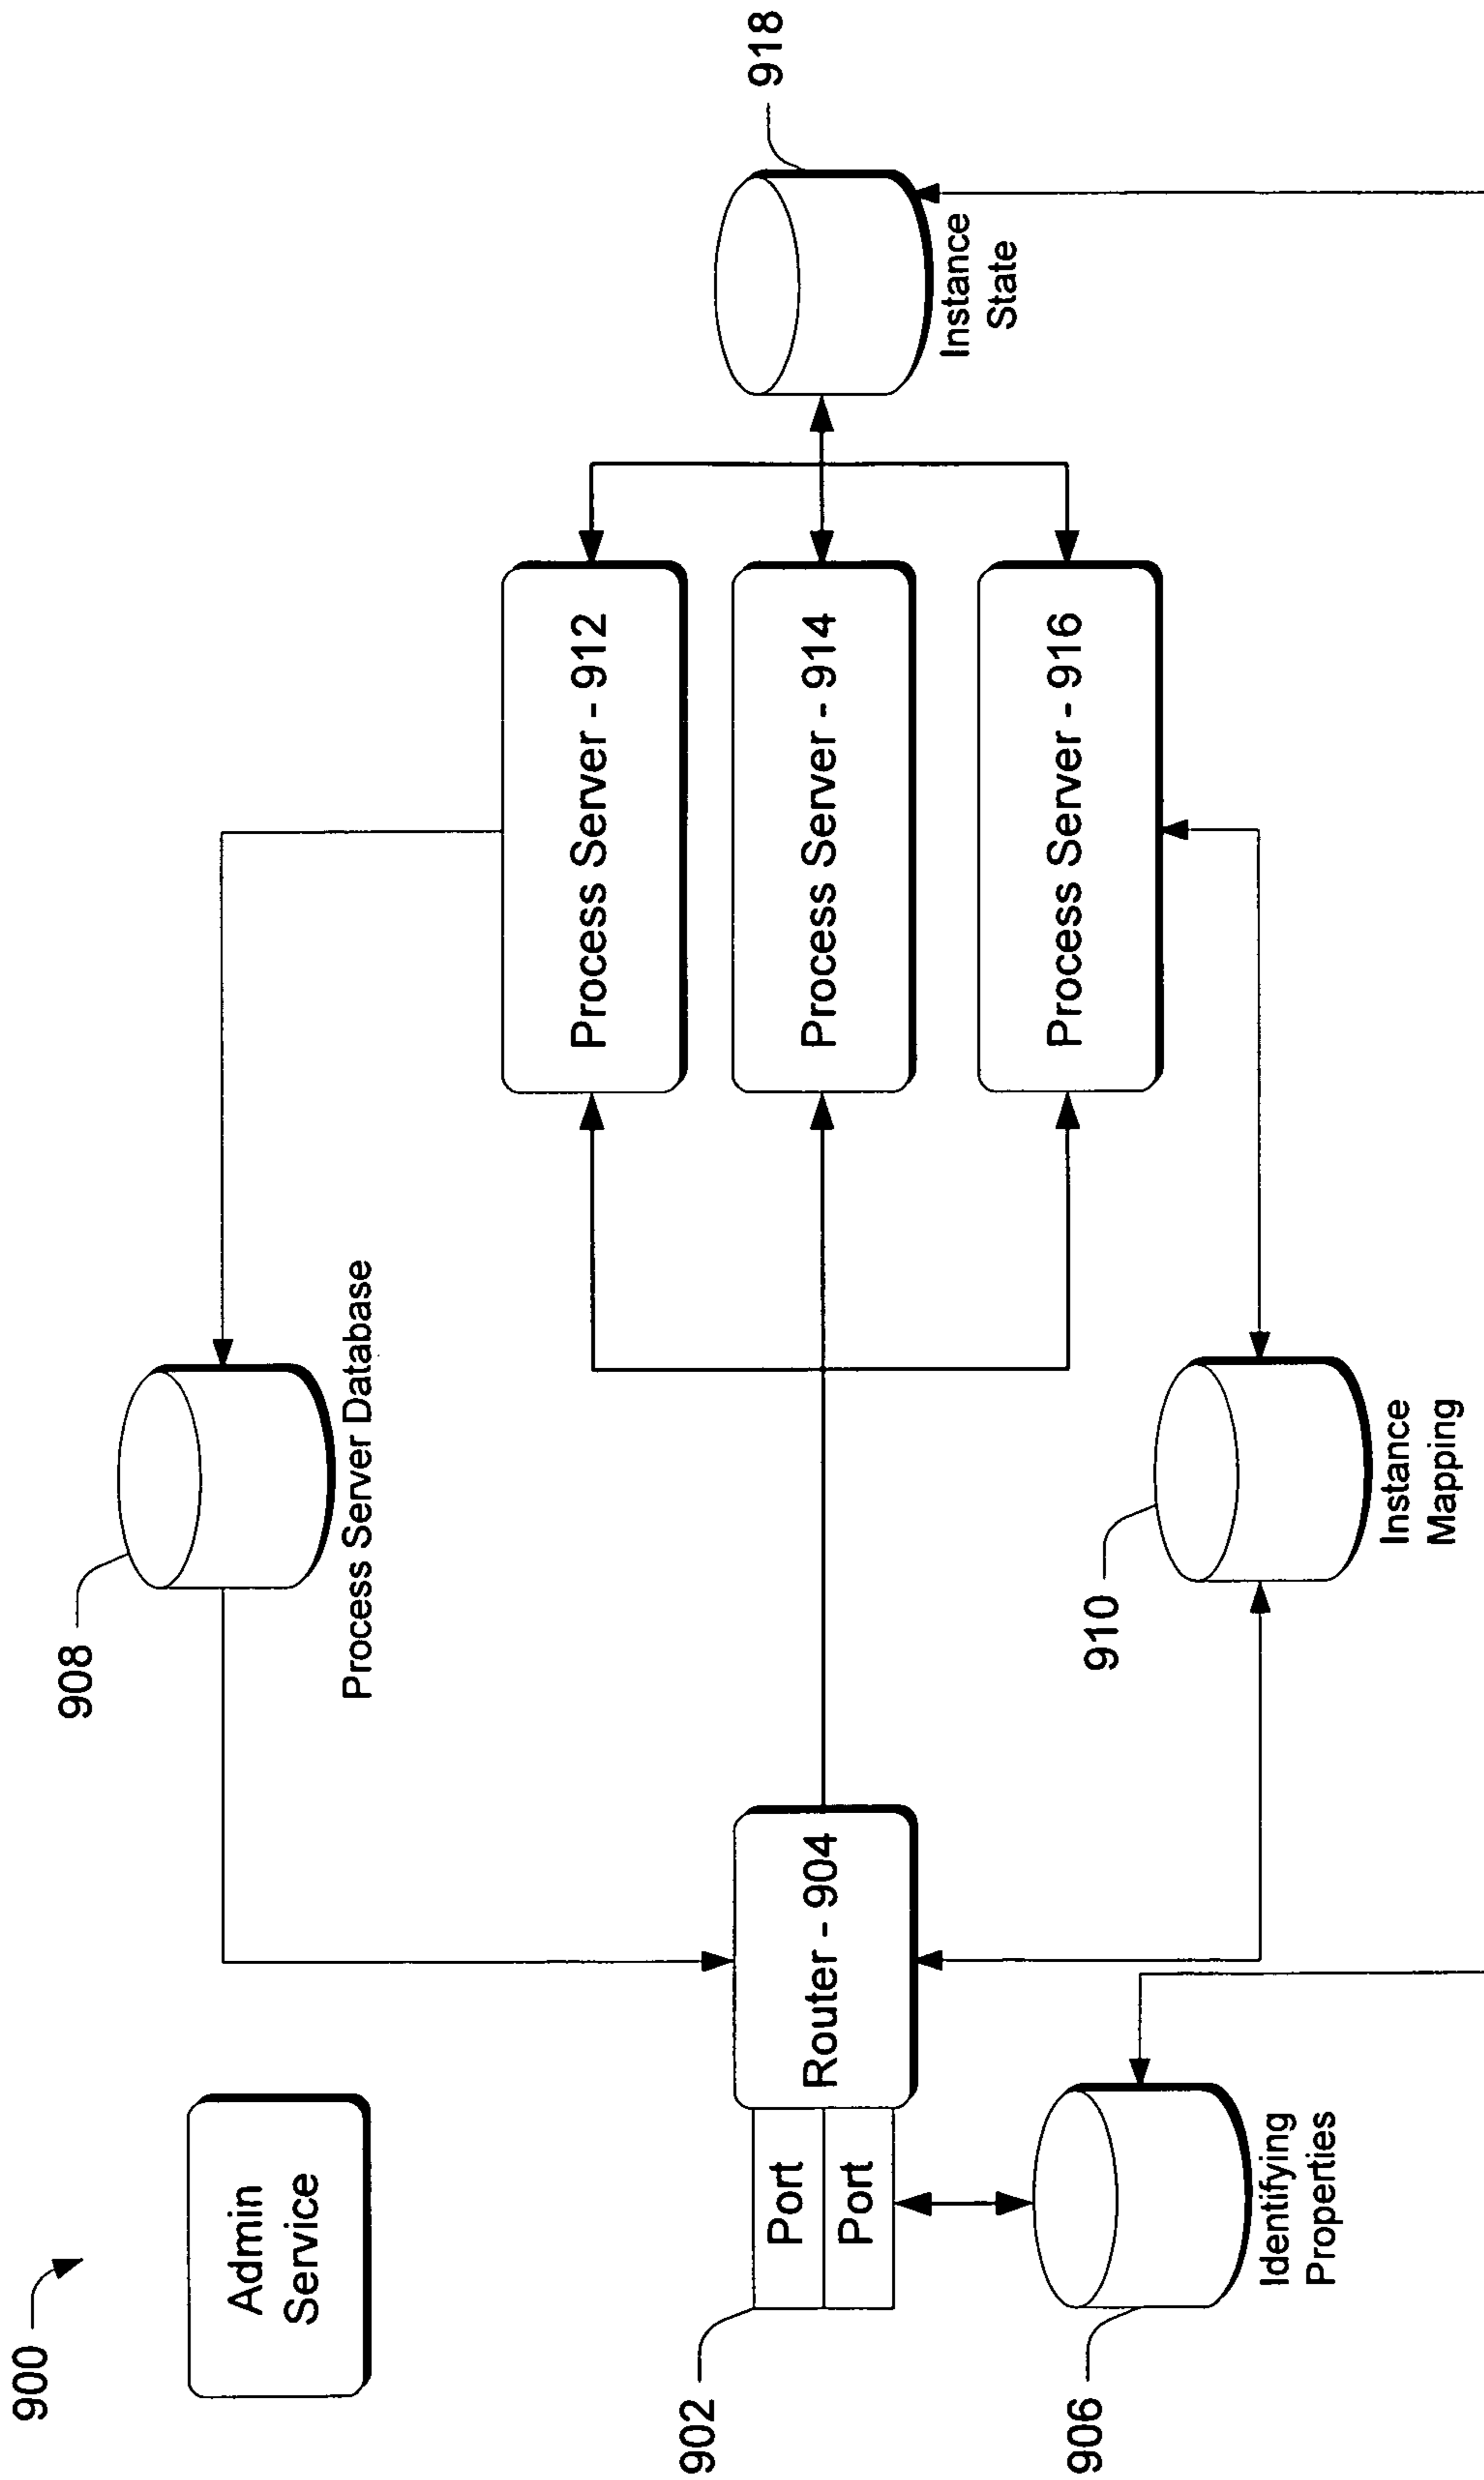 900
Admin
Service
908
Process Server Database
902
Port
Port
Router - 904
Process Server - 912
Process Server - 914
Process Server - 916
918
Instance
State
906
Identifying
Properties
910
Instance
Mapping